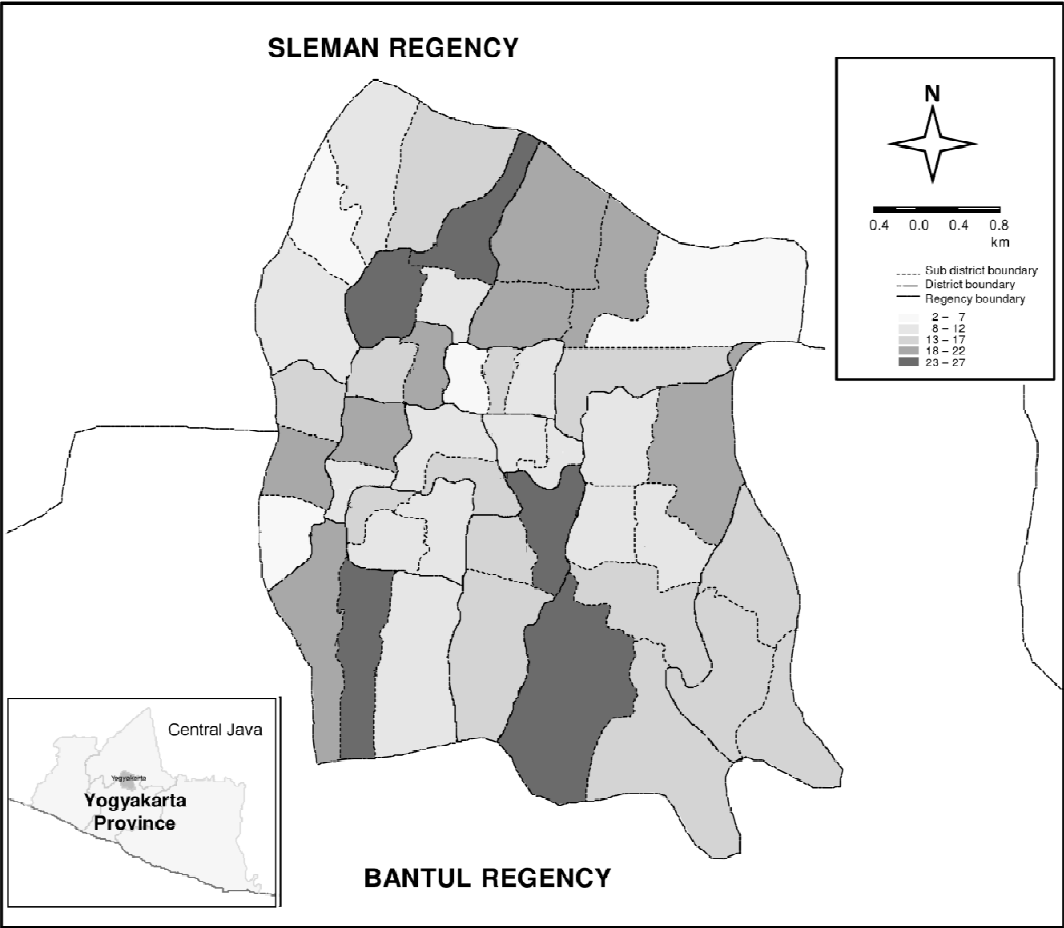 SLEMAN REGENCY
N
0.4 0.0 0.4 0.8
km
Sub district boundary
District boundary
Regency boundary
2 – 7
8 – 12
13 – 17
18 – 22
23 – 27
Central Java
Yogyakarta
Yogyakarta
Province
BANTUL REGENCY